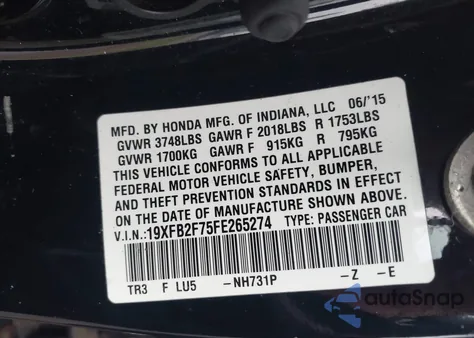 MFD. BY HONDA MFG. OF INDIANA, LLC 06/'15
GVWR 3748LBS GAWR F 2018LBS R 1753LBS
GVWR 1700KG GAWR F 915KG R 795KG
THIS VEHICLE CONFORMS TO ALL APPLICABLE
FEDERAL MOTOR VEHICLE SAFETY, BUMPER,
AND THEFT PREVENTION STANDARDS IN EFFECT
ON THE DATE OF MANUFACTURE SHOWN ABOVE.
V.I.N.:19XFB2F75FE265274 TYPE: PASSENGER CAR
TR3 F LU5 -NH731P -Z -E
autoSnap